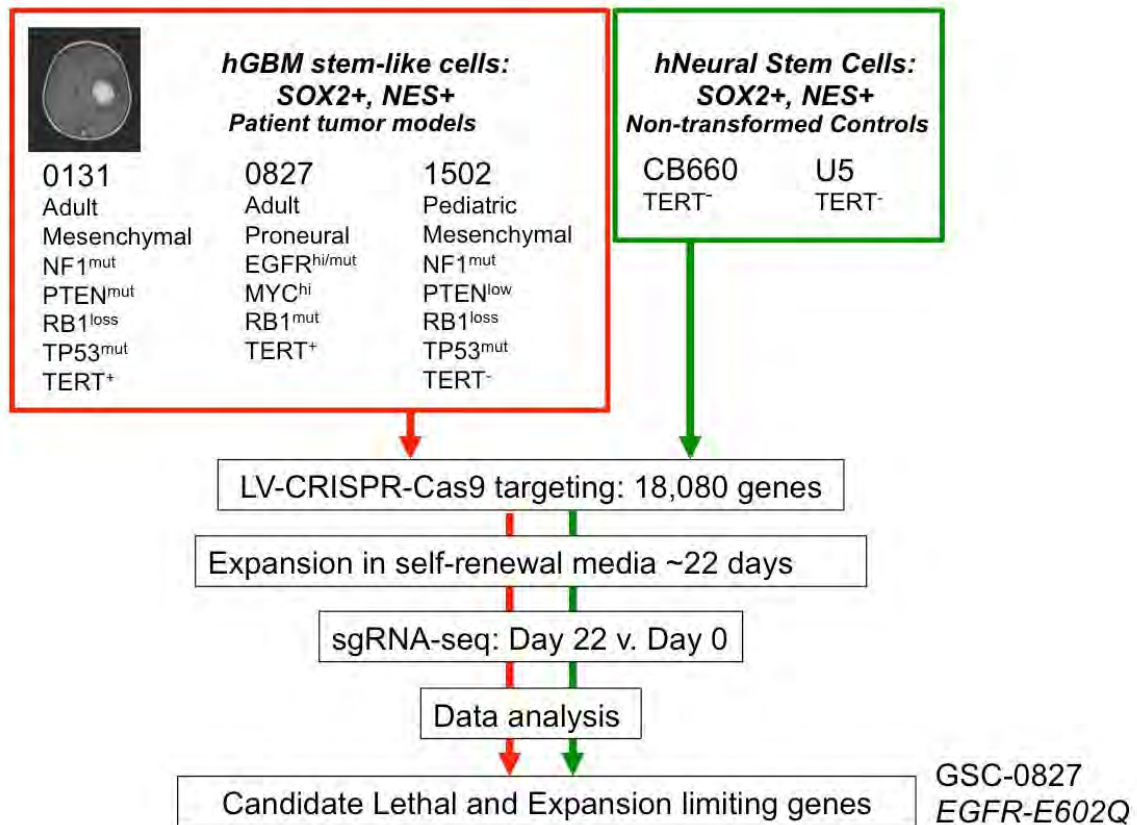 hGBM stem-like cells:
SOX2+, NES+
Patient tumor models
0131
Adult
Mesenchymal
NF1mut
PTENmut
RB1loss
TP53mut
TERT+
0827
Adult
Proneural
EGFRhi/mut
MYChi
RB1mut
TERT+
1502
Pediatric
Mesenchymal
NF1mut
PTENlow
RB1loss
TP53mut
TERT-
hNeural Stem Cells:
SOX2+, NES+
Non-transformed Controls
CB660
TERT-
U5
TERT-
LV-CRISPR-Cas9 targeting: 18,080 genes
Expansion in self-renewal media ~22 days
sgRNA-seq: Day 22 v. Day 0
Data analysis
Candidate Lethal and Expansion limiting genes
GSC-0827
EGFR-E602Q